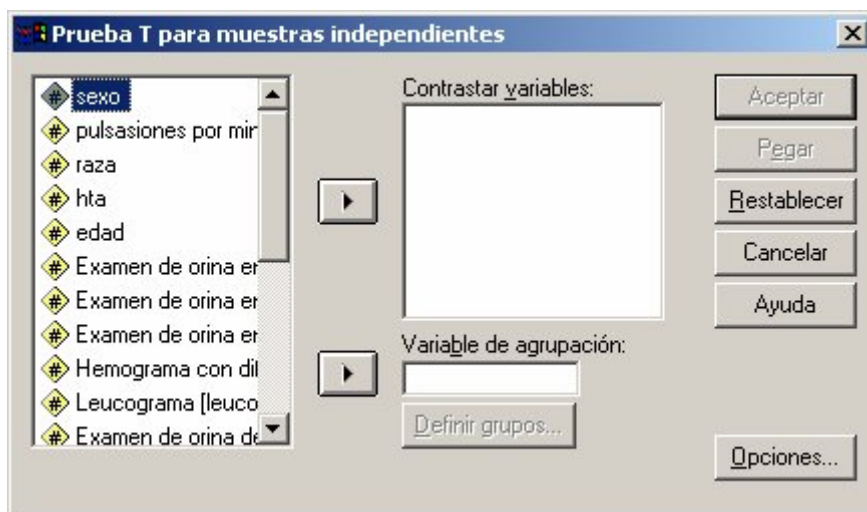 Prueba T para muestras independientes
sexo
pulsasiones por mir
raza
hta
edad
Examen de orina er
Examen de orina er
Examen de orina er
Hemograma con dif
Leucograma [leuco
Examen de orina de
Contrastar variables:
Variable de agrupación:
Definir grupos...
Aceptar
Pegar
Restablecer
Cancelar
Ayuda
Opciones...